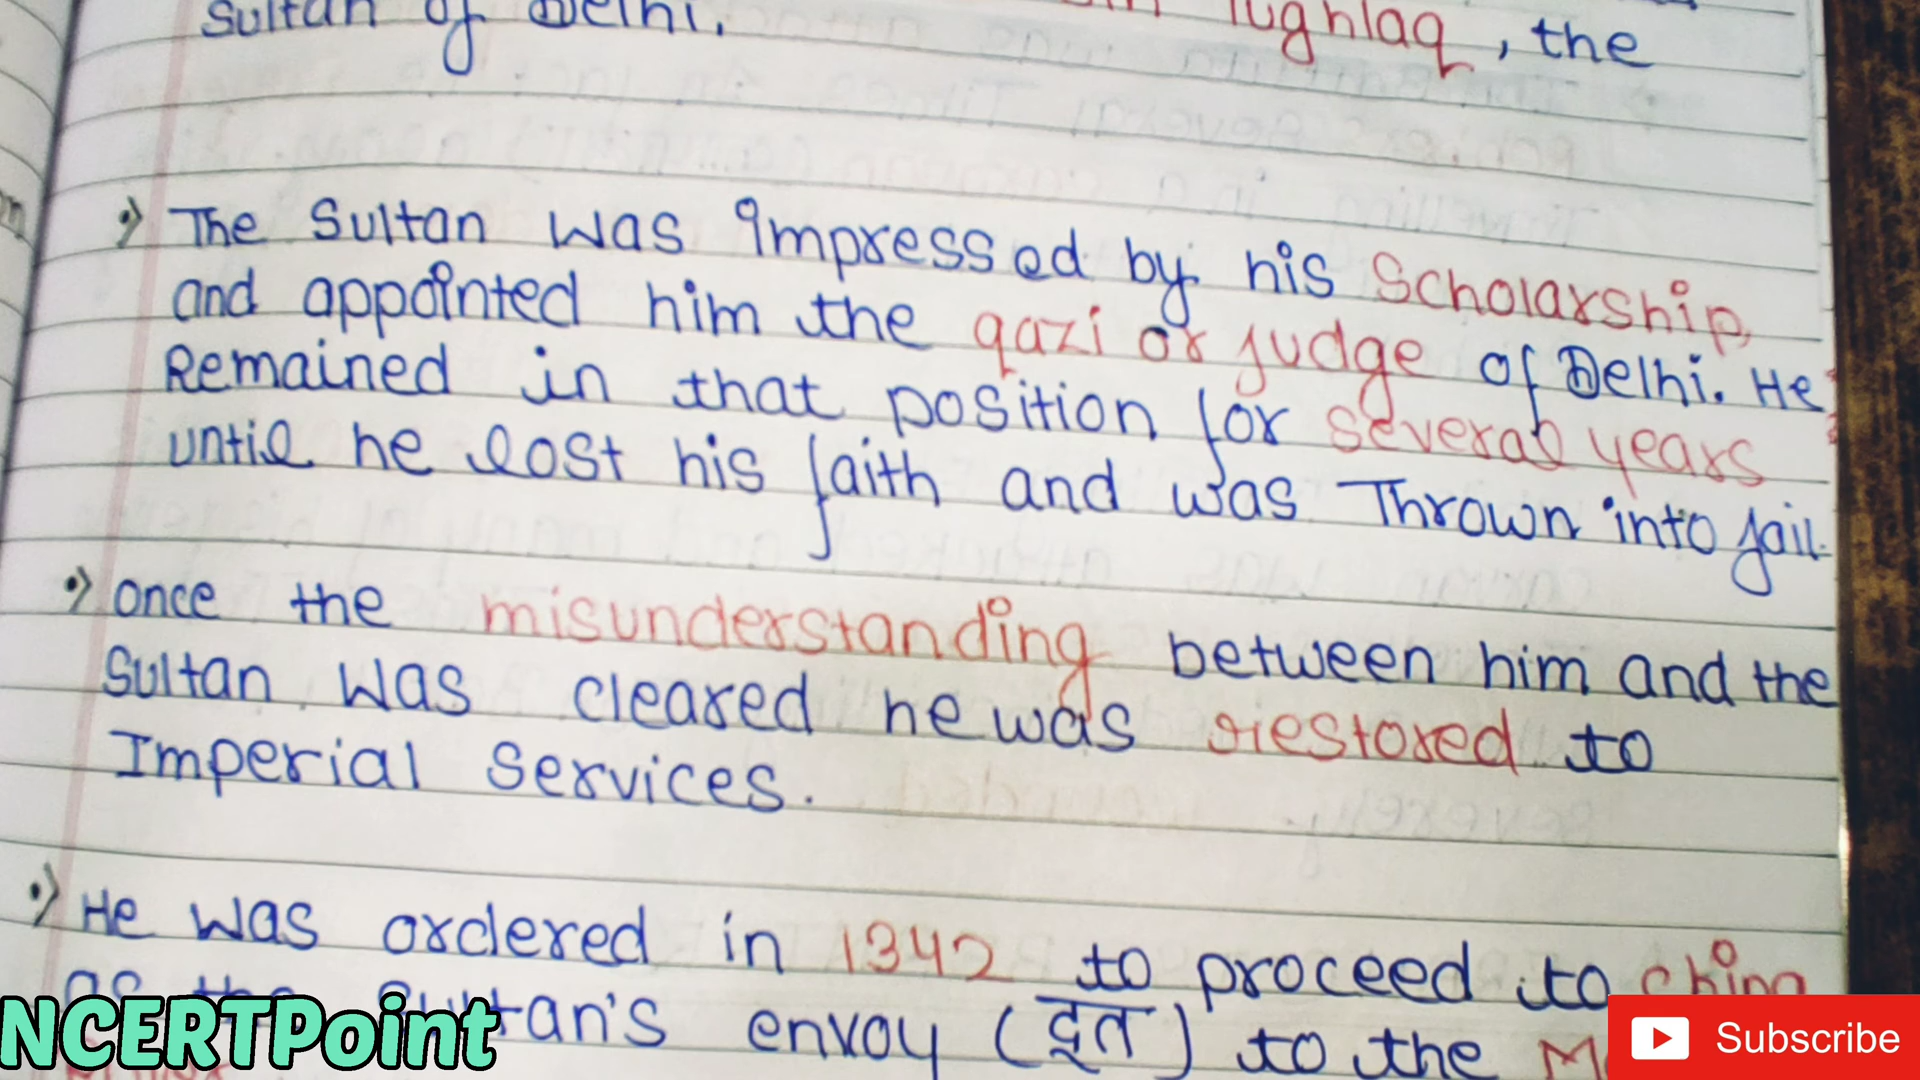 Tughlaq, the
Sultan of Delhi.
•) The Sultan was impressed by his Scholarship,
and appointed him the qazi or judge of Delhi. He
Remained in that position for several years
until he lost his faith and was Thrown into jail.
•) once the misunderstanding between him and the
Sultan was cleared he was restored to
Imperial Services.
•) He was ordered in 1342 to proceed to china
as the Sultan's envoy (दूत) to the
NCERTPoint
Subscribe